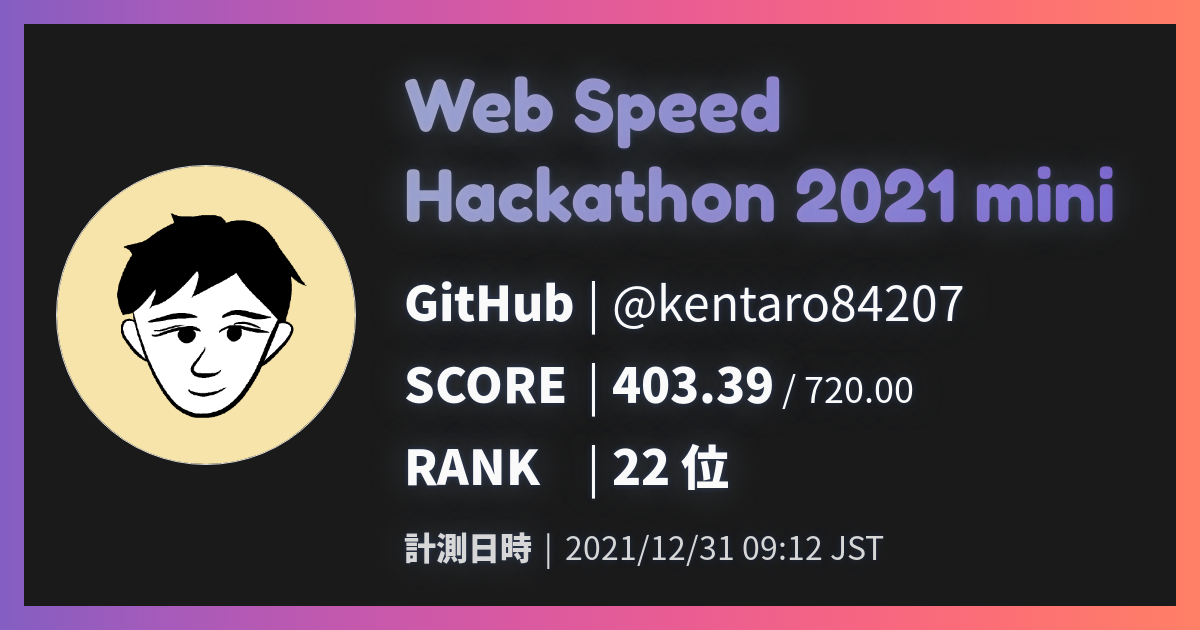 Web Speed
Hackathon 2021 mini
GitHub | @kentaro84207
SCORE | 403.39 / 720.00
RANK | 22 位
計測日時 | 2021/12/31 09:12 JST